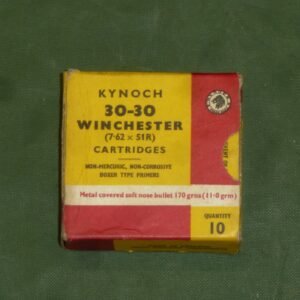 KYNOCH
30-30
WINCHESTER
(7·62 × 51R)
CARTRIDGES
NON-MERCURIC, NON-CORROSIVE
BOXER TYPE PRIMERS
Metal covered soft nose bullet 170 grns (11·0 grm)
QUANTITY
10